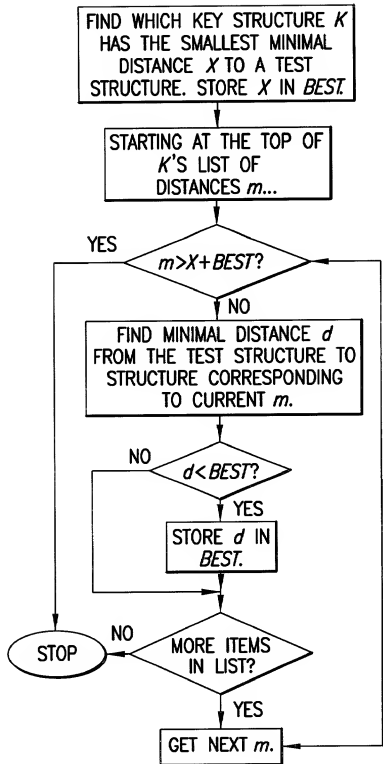 FIND WHICH KEY STRUCTURE K
HAS THE SMALLEST MINIMAL
DISTANCE X TO A TEST
STRUCTURE. STORE X IN BEST.
STARTING AT THE TOP OF
K'S LIST OF
DISTANCES m...
YES
m>X+BEST?
NO
FIND MINIMAL DISTANCE d
FROM THE TEST STRUCTURE TO
STRUCTURE CORRESPONDING
TO CURRENT m.
NO
d<BEST?
YES
STORE d IN
BEST.
NO
STOP
MORE ITEMS
IN LIST?
YES
GET NEXT m.